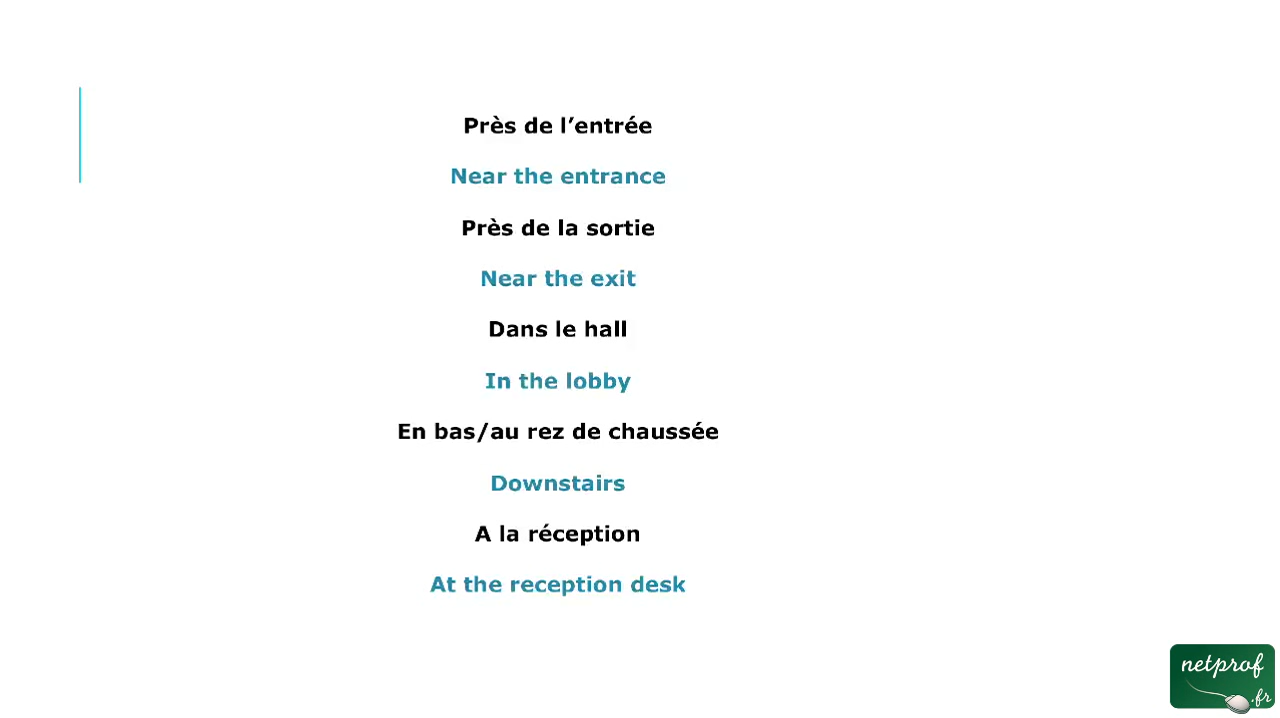 Près de l’entrée
Near the entrance
Près de la sortie
Near the exit
Dans le hall
In the lobby
En bas/au rez de chaussée
Downstairs
A la réception
At the reception desk
netprof
.fr